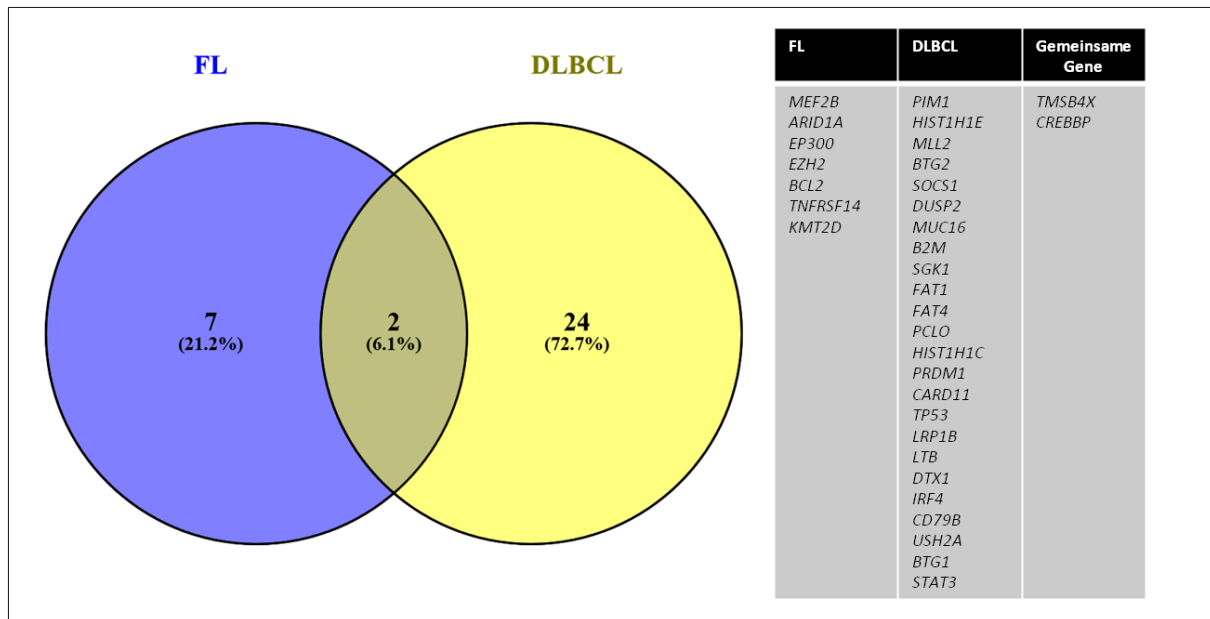 FL
DLBCL
7
(21.2%)
2
(6.1%)
24
(72.7%)
FL
MEF2B
ARID1A
EP300
EZH2
BCL2
TNFRSF14
KMT2D
DLBCL
PIM1
HIST1H1E
MLL2
BTG2
SOCS1
DUSP2
MUC16
B2M
SGK1
FAT1
FAT4
PCLO
HIST1H1C
PRDM1
CARD11
TP53
LRP1B
LTB
DTX1
IRF4
CD79B
USH2A
BTG1
STAT3
Gemeinsame
Gene
TMSB4X
CREBBP